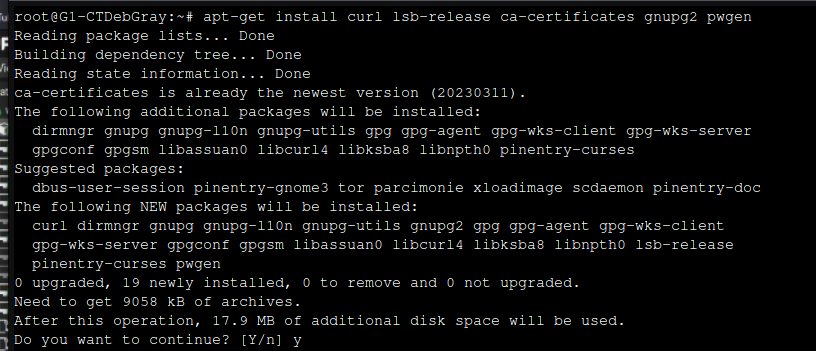 root@G1-CTDebGray:~# apt-get install curl lsb-release ca-certificates gnupg2 pwgen
Reading package lists... Done
Building dependency tree... Done
Reading state information... Done
ca-certificates is already the newest version (20230311).
The following additional packages will be installed:
  dirmngr gnupg gnupg-l10n gnupg-utils gpg gpg-agent gpg-wks-client gpg-wks-server
  gpgconf gpgsm libassuan0 libcurl4 libksba8 libnpth0 pinentry-curses
Suggested packages:
  dbus-user-session pinentry-gnome3 tor parcimonie xloadimage scdaemon pinentry-doc
The following NEW packages will be installed:
  curl dirmngr gnupg gnupg-l10n gnupg-utils gnupg2 gpg gpg-agent gpg-wks-client
  gpg-wks-server gpgconf gpgsm libassuan0 libcurl4 libksba8 libnpth0 lsb-release
  pinentry-curses pwgen
0 upgraded, 19 newly installed, 0 to remove and 0 not upgraded.
Need to get 9058 kB of archives.
After this operation, 17.9 MB of additional disk space will be used.
Do you want to continue? [Y/n] y